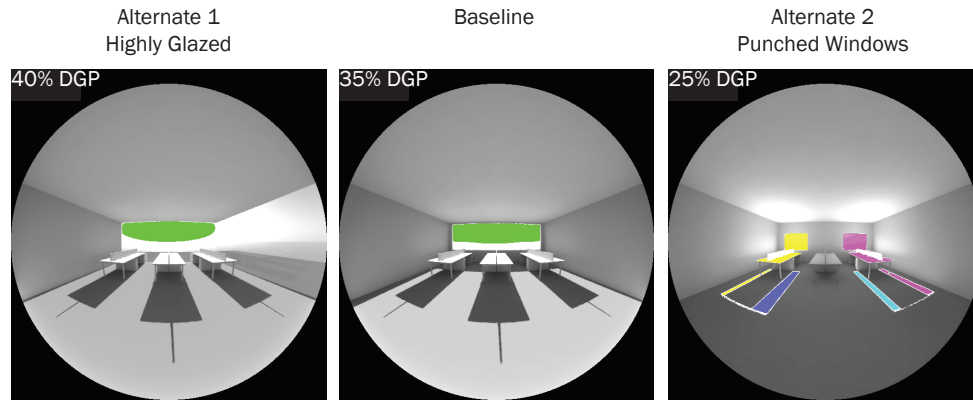 Alternate 1
Highly Glazed
Baseline
Alternate 2
Punched Windows
40% DGP
35% DGP
25% DGP